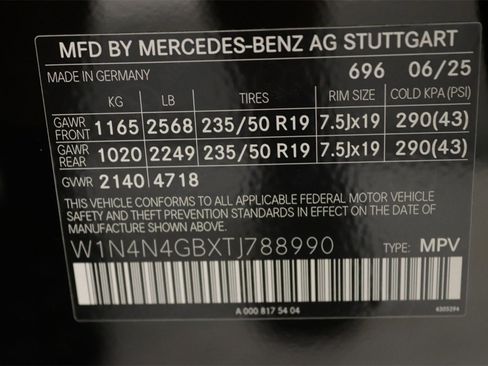 MFD BY MERCEDES-BENZ AG STUTTGART
MADE IN GERMANY 696 06/25
KG LB TIRES RIM SIZE COLD KPA (PSI)
GAWR FRONT 1165 2568 235/50 R19 7.5Jx19 290(43)
GAWR REAR 1020 2249 235/50 R19 7.5Jx19 290(43)
GVWR 2140 4718
THIS VEHICLE CONFORMS TO ALL APPLICABLE FEDERAL MOTOR VEHICLE
SAFETY AND THEFT PREVENTION STANDARDS IN EFFECT ON THE DATE
OF MANUFACTURE SHOWN ABOVE.
W1N4N4GBXTJ788990 TYPE: MPV
A 000 817 54 04 6305294